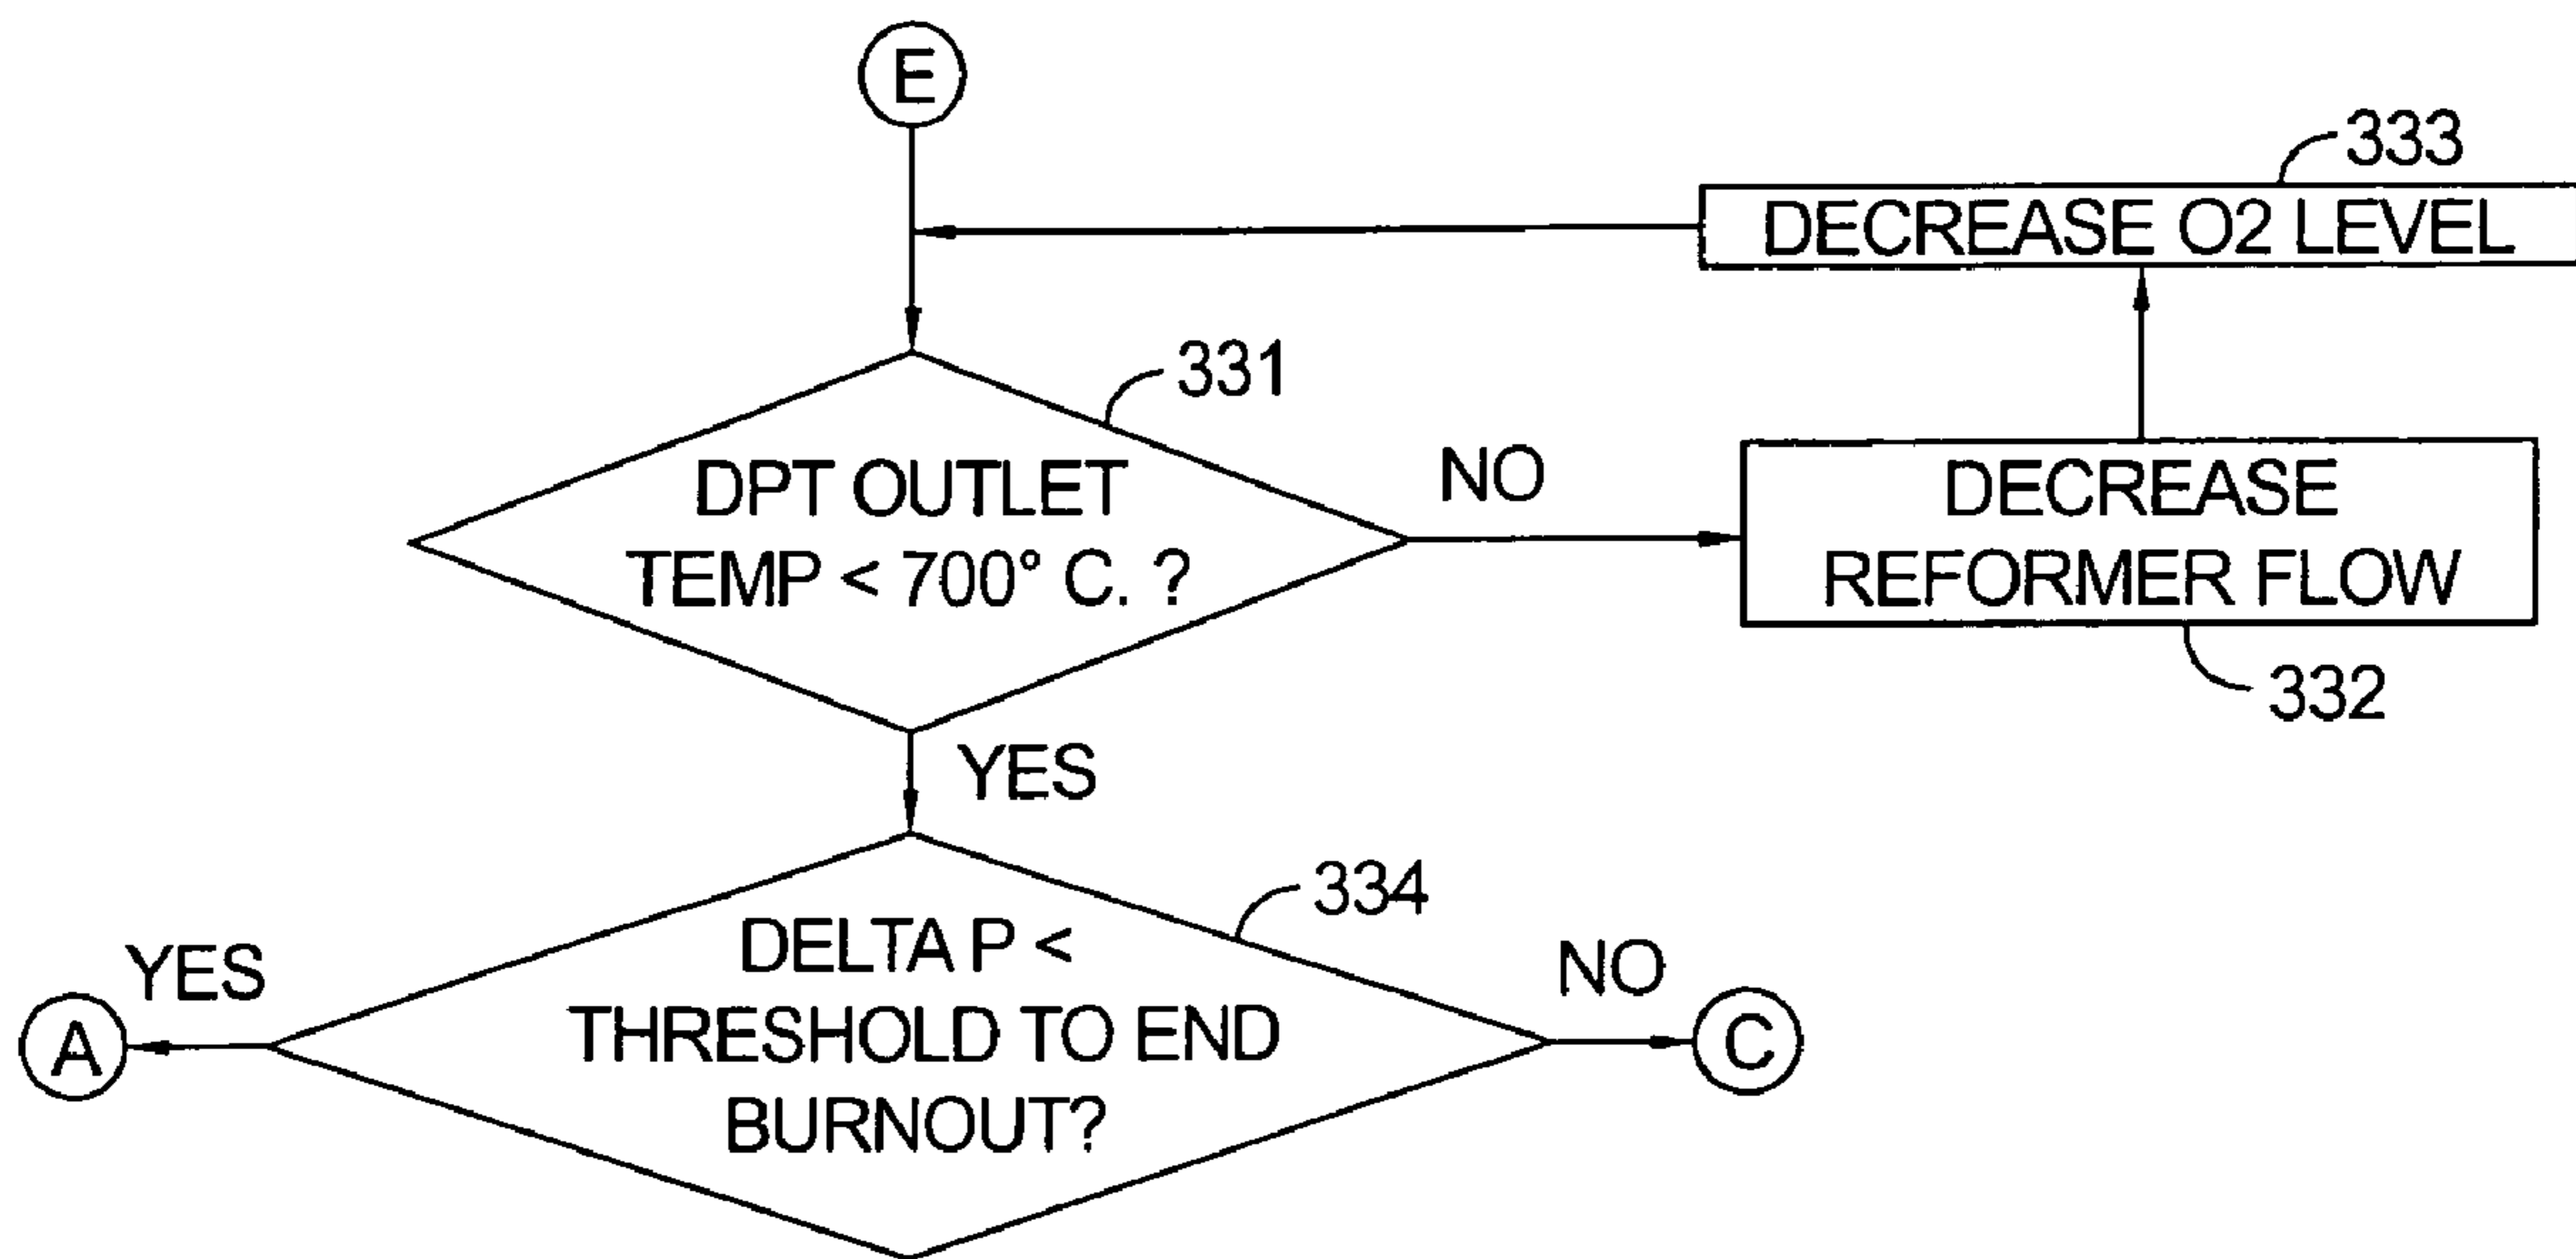 E
333
DECREASE O2 LEVEL
331
DPT OUTLET
TEMP < 700° C. ?
NO
DECREASE
REFORMER FLOW
332
YES
334
DELTA P <
THRESHOLD TO END
BURNOUT?
YES
A
NO
C